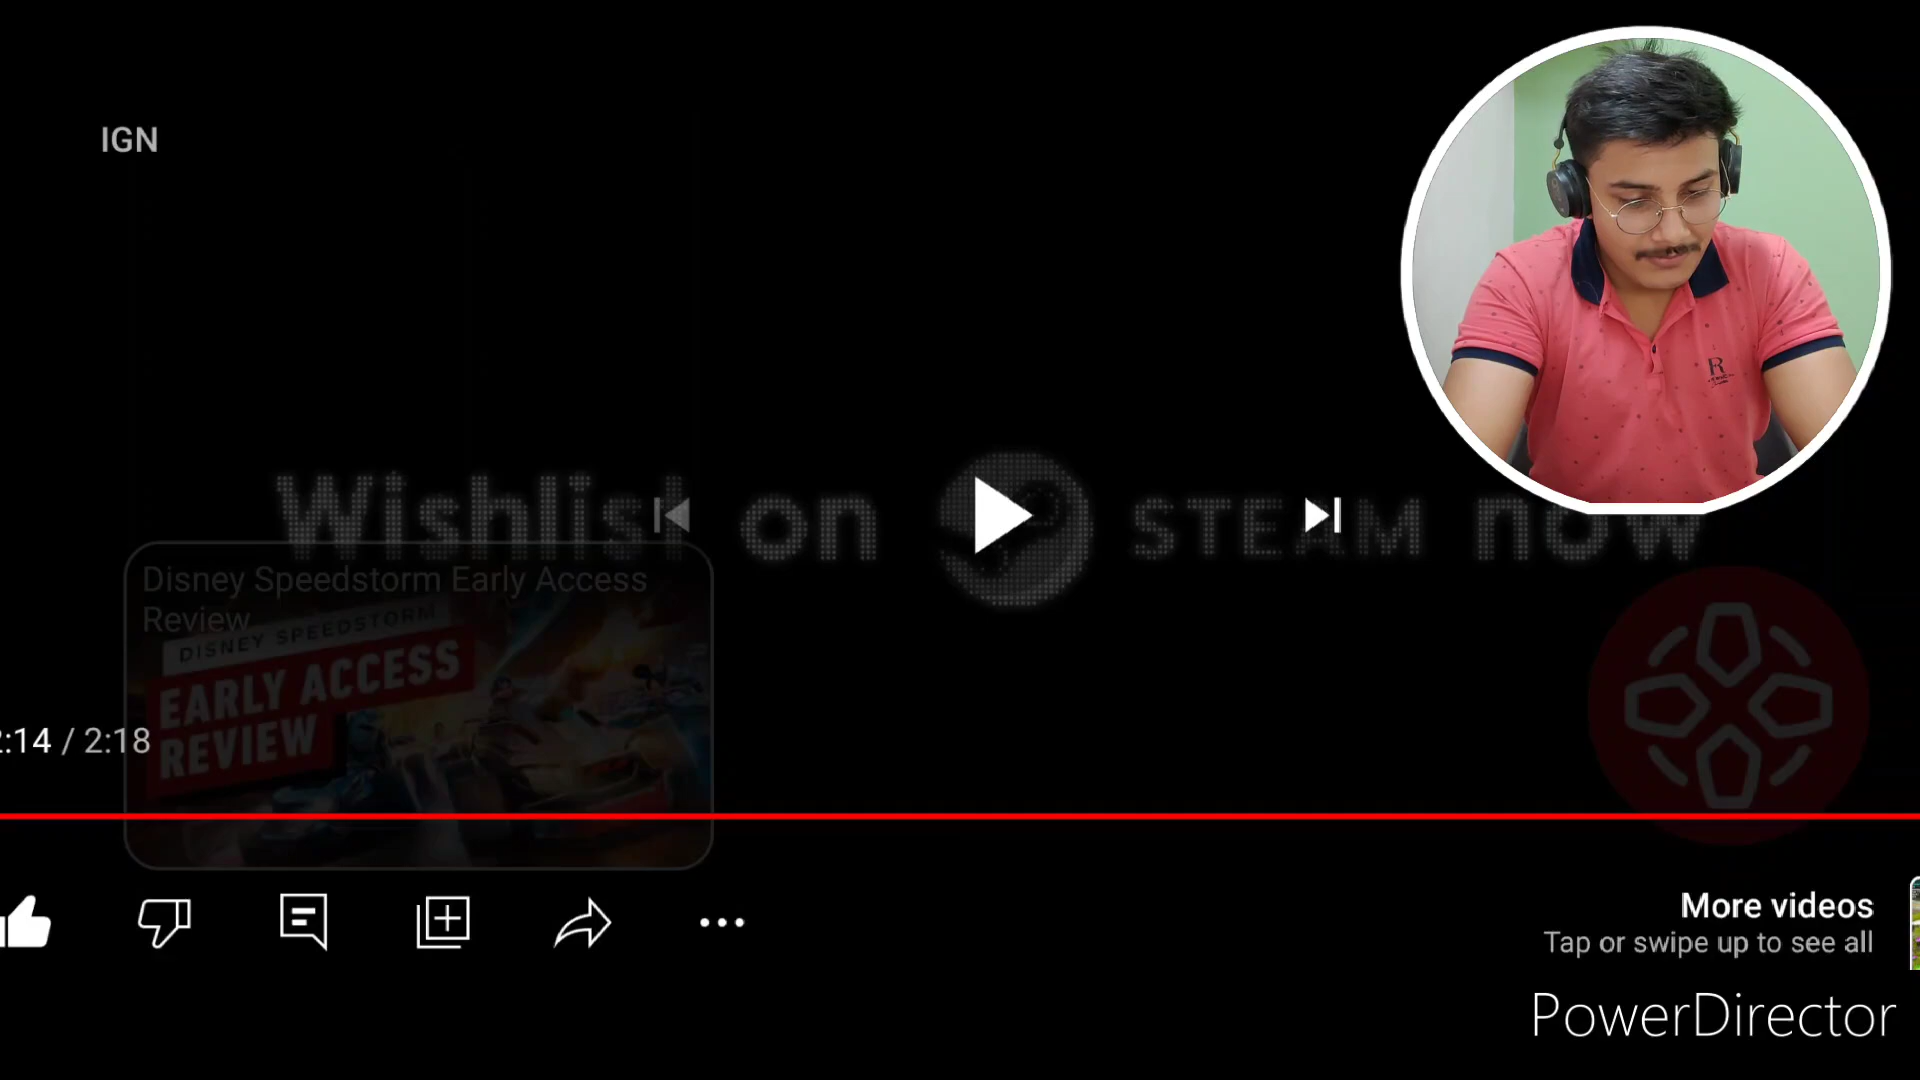 IGN
Wishlist on STEAM now
Disney Speedstorm Early Access
Review
DISNEY SPEEDSTORM
EARLY ACCESS
REVIEW
2:14 / 2:18
More videos
Tap or swipe up to see all
PowerDirector